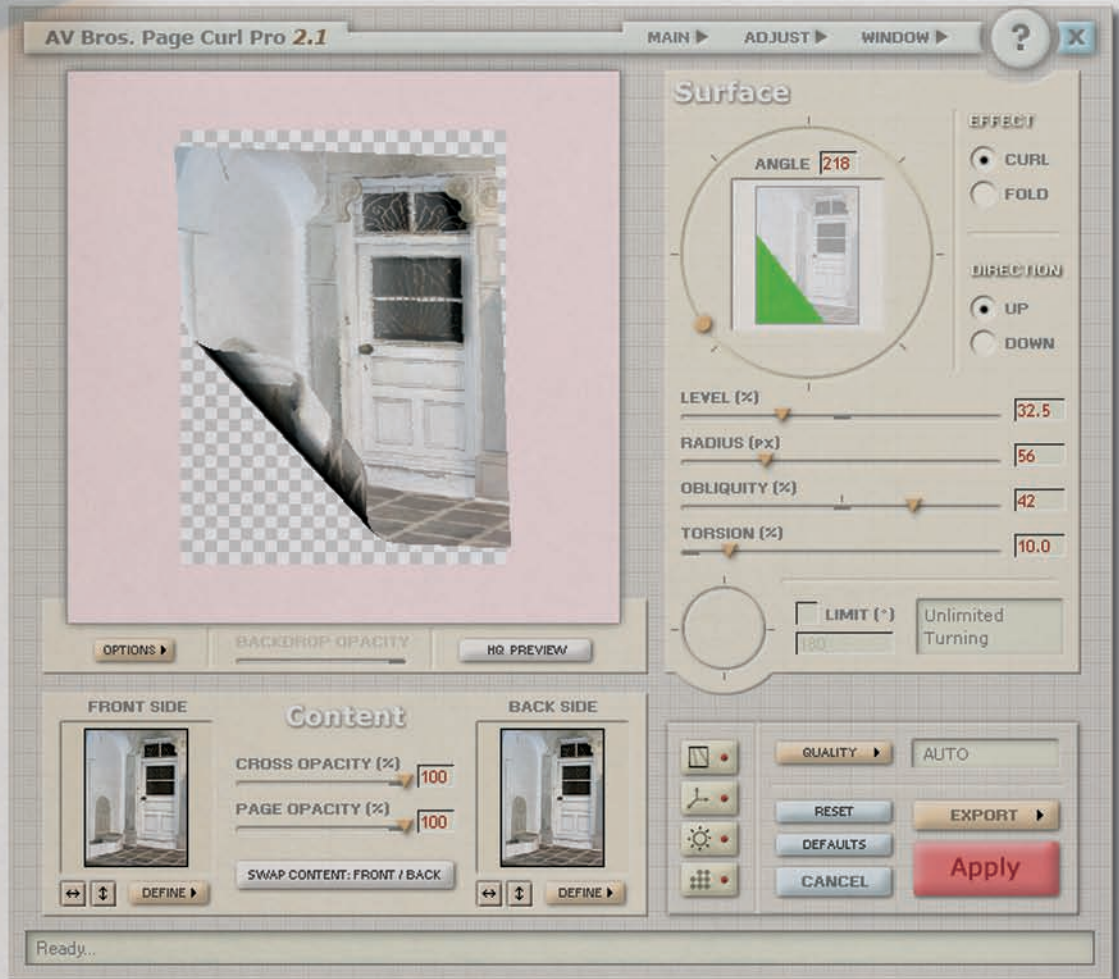 AV Bros. Page Curl Pro 2.1
MAIN
ADJUST
WINDOW
?
X
Surface
ANGLE 218
EFFECT
CURL
FOLD
DIRECTION
UP
DOWN
LEVEL (%)
32.5
RADIUS (PX)
56
OBLIQUITY (%)
42
TORSION (%)
10.0
LIMIT (°)
180
Unlimited
Turning
OPTIONS
BACKDROP OPACITY
HQ PREVIEW
FRONT SIDE
Content
BACK SIDE
CROSS OPACITY (%)
100
PAGE OPACITY (%)
100
SWAP CONTENT: FRONT / BACK
DEFINE
DEFINE
QUALITY
AUTO
RESET
EXPORT
DEFAULTS
Apply
CANCEL
Ready...